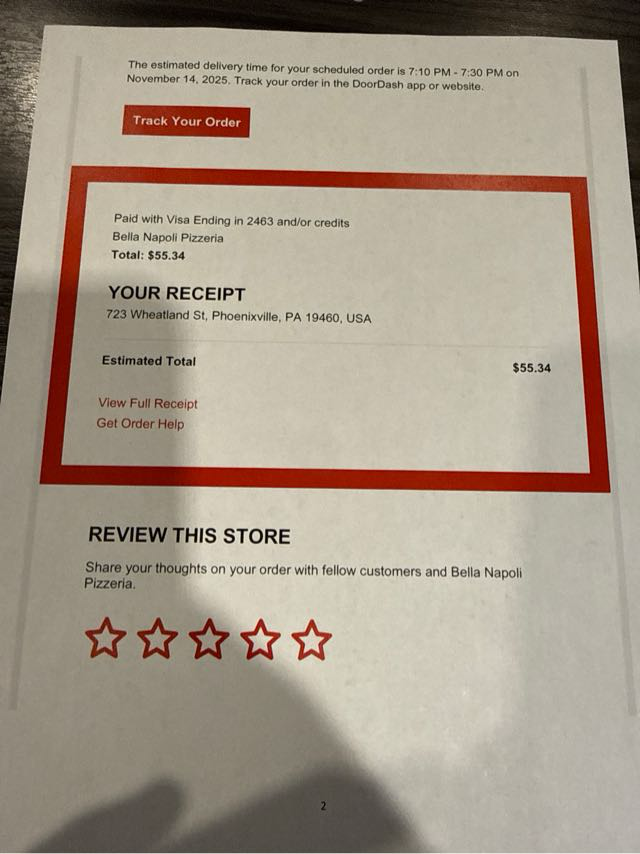 The estimated delivery time for your scheduled order is 7:10 PM - 7:30 PM on
November 14, 2025. Track your order in the DoorDash app or website.
Track Your Order
Paid with Visa Ending in 2463 and/or credits
Bella Napoli Pizzeria
Total: $55.34
YOUR RECEIPT
723 Wheatland St, Phoenixville, PA 19460, USA
Estimated Total $55.34
View Full Receipt
Get Order Help
REVIEW THIS STORE
Share your thoughts on your order with fellow customers and Bella Napoli
Pizzeria.
2